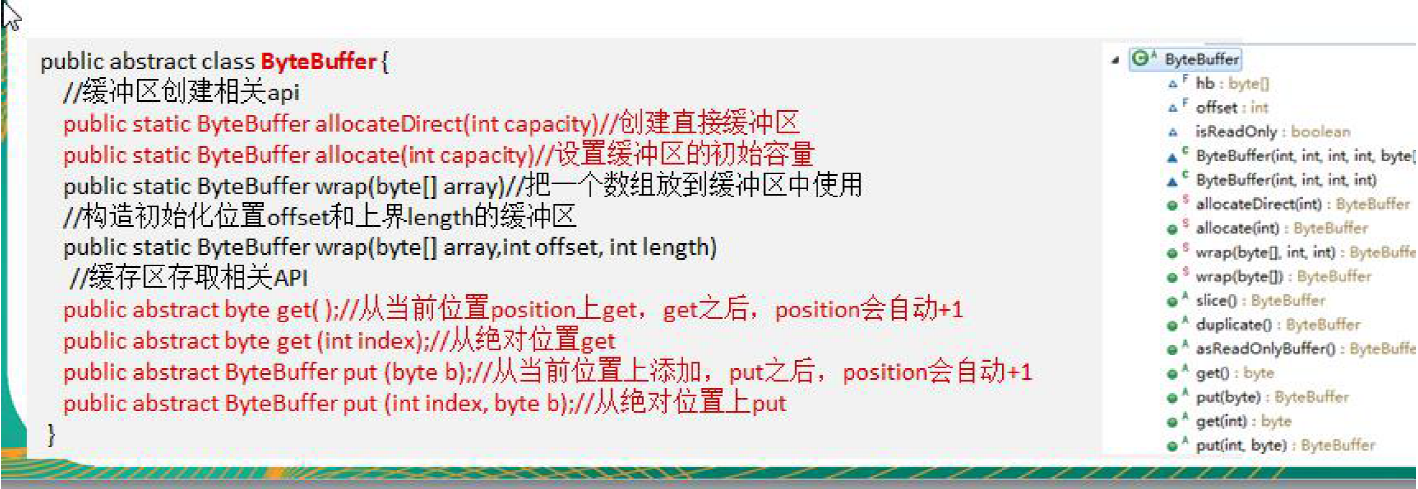 public abstract class ByteBuffer {
//缓冲区创建相关api
public static ByteBuffer allocateDirect(int capacity)//创建直接缓冲区
public static ByteBuffer allocate(int capacity)//设置缓冲区的初始容量
public static ByteBuffer wrap(byte[] array)//把一个数组放到缓冲区中使用
//构造初始化位置offset和上界length的缓冲区
public static ByteBuffer wrap(byte[] array,int offset, int length)
//缓存区存取相关API
public abstract byte get( );//从当前位置position上get，get之后，position会自动+1
public abstract byte get (int index);//从绝对位置get
public abstract ByteBuffer put (byte b);//从当前位置上添加，put之后，position会自动+1
public abstract ByteBuffer put (int index, byte b);//从绝对位置上put
}
ByteBuffer
hb : byte[]
offset : int
isReadOnly : boolean
ByteBuffer(int, int, int, int, byte[
ByteBuffer(int, int, int, int)
allocateDirect(int) : ByteBuffer
allocate(int) : ByteBuffer
wrap(byte[], int, int) : ByteBuffe
wrap(byte[]) : ByteBuffer
slice() : ByteBuffer
duplicate() : ByteBuffer
asReadOnlyBuffer() : ByteBuffe
get() : byte
put(byte) : ByteBuffer
get(int) : byte
put(int, byte) : ByteBuffer